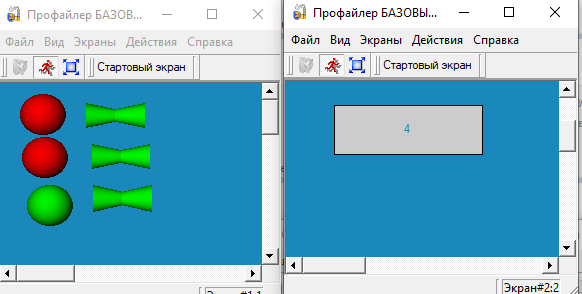 Профайлер БАЗОВ...
Файл Вид Экраны Действия Справка
Стартовый экран
Профайлер БАЗОВЫ...
Файл Вид Экраны Действия Справка
Стартовый экран
4
Экран#2:2